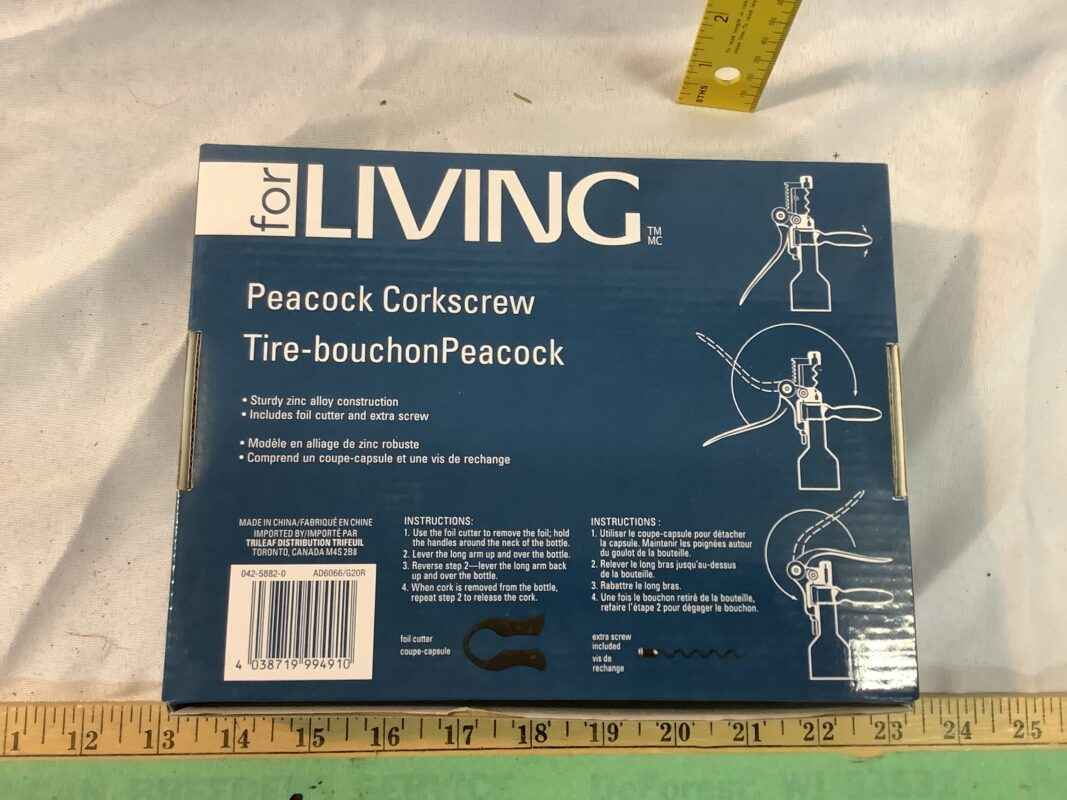 2
1
8THS
for LIVING
TM
MC
Peacock Corkscrew
Tire-bouchonPeacock
• Sturdy zinc alloy construction
• Includes foil cutter and extra screw
• Modèle en alliage de zinc robuste
• Comprend un coupe-capsule et une vis de rechange
MADE IN CHINA/FABRIQUÉ EN CHINE
IMPORTED BY/IMPORTÉ PAR
TRILEAF DISTRIBUTION TRIFEUIL
TORONTO, CANADA M4S 2B8
042-5882-0 AD6066/G20R
4 038719 994910
INSTRUCTIONS:
1. Use the foil cutter to remove the foil; hold
the handles around the neck of the bottle.
2. Lever the long arm up and over the bottle.
3. Reverse step 2—lever the long arm back
up and over the bottle.
4. When cork is removed from the bottle,
repeat step 2 to release the cork.
foil cutter
coupe-capsule
INSTRUCTIONS :
1. Utiliser le coupe-capsule pour détacher
la capsule. Maintenir les poignées autour
du goulot de la bouteille.
2. Relever le long bras jusqu'au-dessus
de la bouteille.
3. Rabattre le long bras.
4. Une fois le bouchon retiré de la bouteille,
refaire l'étape 2 pour dégager le bouchon.
extra screw
included
vis de
rechange
12 13 14 15 16 17 18 19 20 21 22 23 24 25